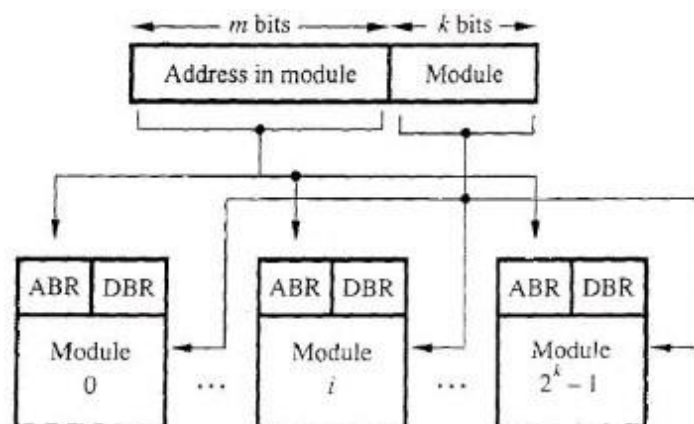 m bits k bits
Address in module Module
ABR DBR ABR DBR ABR DBR
Module Module Module
0 ... i ... 2^k − 1